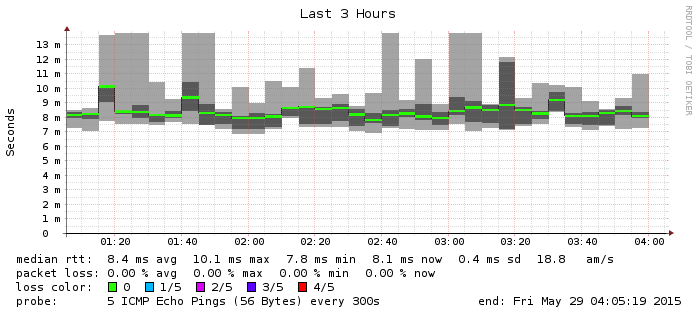 Last 3 Hours
RRDTOOL / TOBI OETIKER
Seconds
13 m
12 m
11 m
10 m
9 m
8 m
7 m
6 m
5 m
4 m
3 m
2 m
1 m
0
01:20 01:40 02:00 02:20 02:40 03:00 03:20 03:40 04:00
median rtt: 8.4 ms avg 10.1 ms max 7.8 ms min 8.1 ms now 0.4 ms sd 18.8 am/s
packet loss: 0.00 % avg 0.00 % max 0.00 % min 0.00 % now
loss color: 0 1/5 2/5 3/5 4/5
probe: 5 ICMP Echo Pings (56 Bytes) every 300s end: Fri May 29 04:05:19 2015